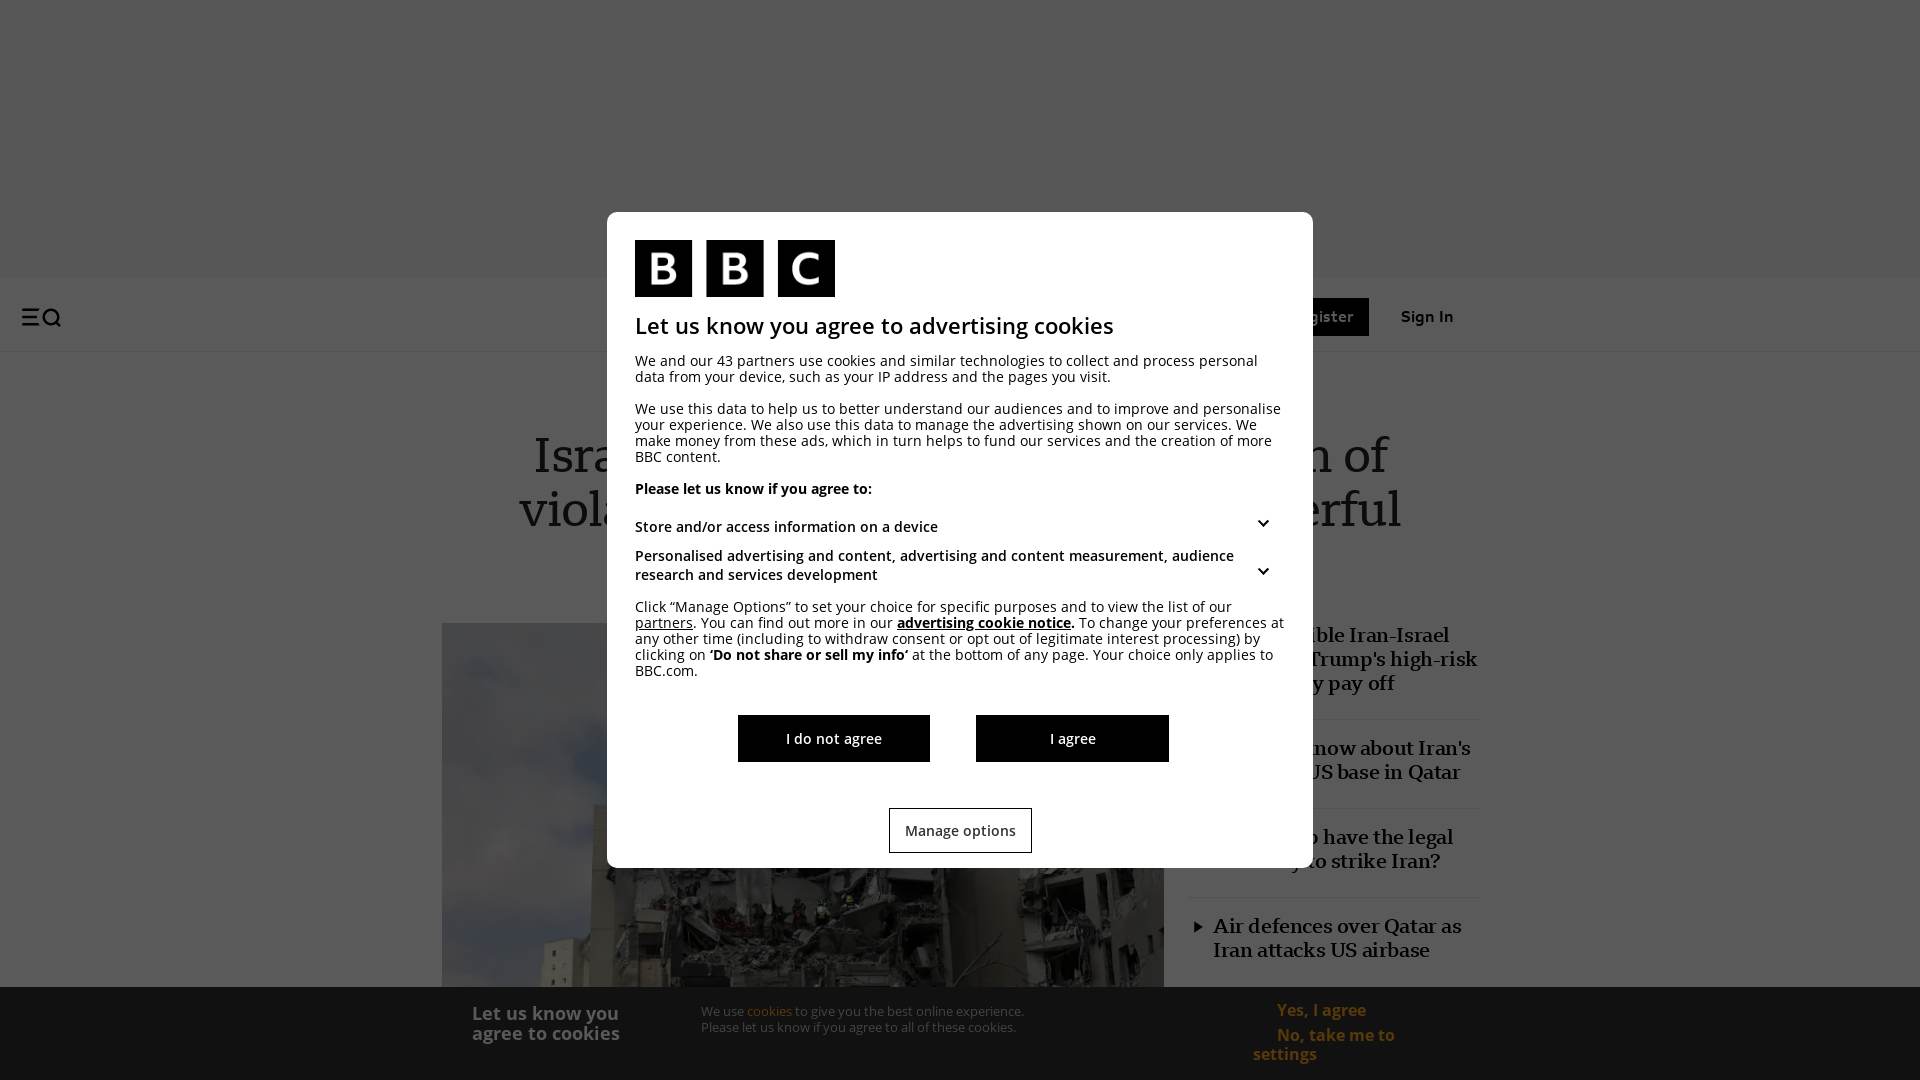 BBC
gister
Sign In
Let us know you agree to advertising cookies
We and our 43 partners use cookies and similar technologies to collect and process personal
data from your device, such as your IP address and the pages you visit.
We use this data to help us to better understand our audiences and to improve and personalise
your experience. We also use this data to manage the advertising shown on our services. We
make money from these ads, which in turn helps to fund our services and the creation of more
BBC content.
Please let us know if you agree to:
Store and/or access information on a device
Personalised advertising and content, advertising and content measurement, audience
research and services development
Click “Manage Options” to set your choice for specific purposes and to view the list of our
partners. You can find out more in our advertising cookie notice. To change your preferences at
any other time (including to withdraw consent or opt out of legitimate interest processing) by
clicking on ‘Do not share or sell my info’ at the bottom of any page. Your choice only applies to
BBC.com.
I do not agree
I agree
Manage options
Isra of
viola erful
ible Iran-Israel
Trump's high-risk
y pay off
know about Iran's
US base in Qatar
have the legal
to strike Iran?
Air defences over Qatar as
Iran attacks US airbase
Let us know you
agree to cookies
We use cookies to give you the best online experience.
Please let us know if you agree to all of these cookies.
Yes, I agree
No, take me to
settings